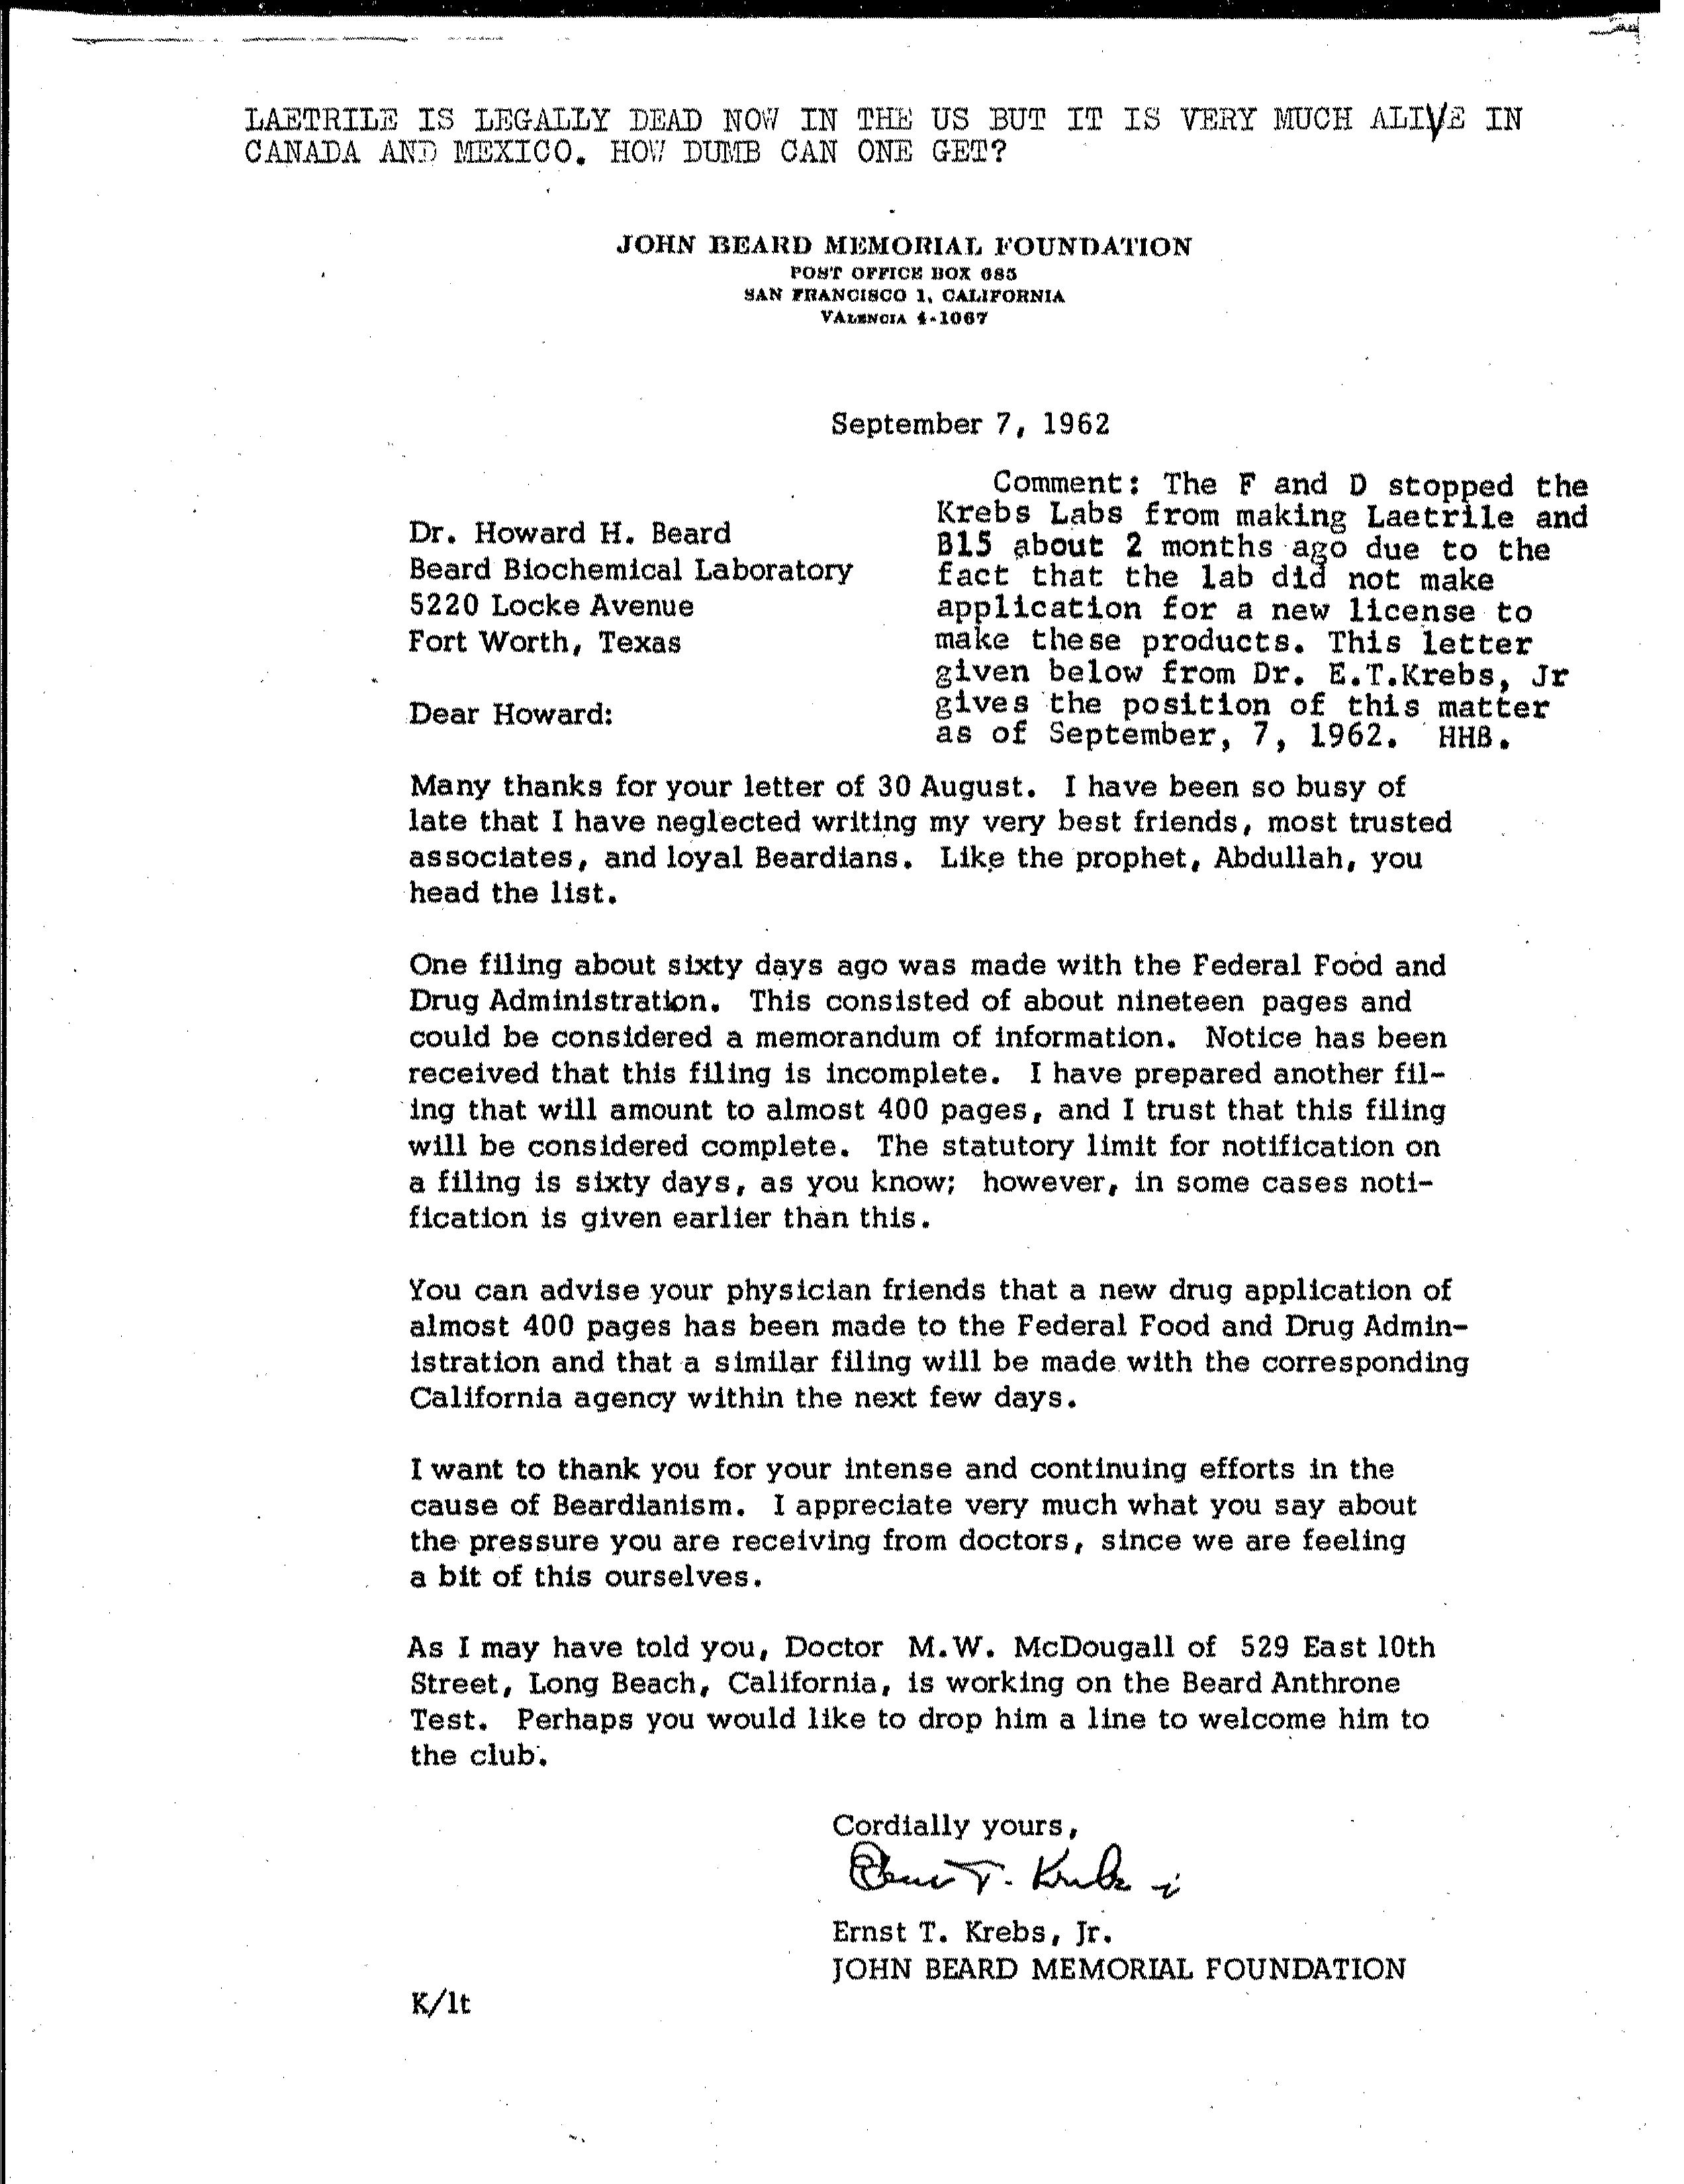 LAETRILE IS LEGALLY DEAD NOW IN THE US BUT IT IS VERY MUCH ALIVE IN
CANADA AND MEXICO. HOW DUMB CAN ONE GET?
JOHN BEARD MEMORIAL FOUNDATION
POST OFFICE BOX 685
SAN FRANCISCO 1, CALIFORNIA
VALENCIA 4-1067
September 7, 1962
Comment: The F and D stopped the
Krebs Labs from making Laetrile and
B15 about 2 months ago due to the
fact that the lab did not make
application for a new license to
make these products. This letter
given below from Dr. E.T.Krebs, Jr
gives the position of this matter
as of September, 7, 1962. HHB.
Dr. Howard H. Beard
Beard Biochemical Laboratory
5220 Locke Avenue
Fort Worth, Texas
Dear Howard:
Many thanks for your letter of 30 August. I have been so busy of
late that I have neglected writing my very best friends, most trusted
associates, and loyal Beardians. Like the prophet, Abdullah, you
head the list.
One filing about sixty days ago was made with the Federal Food and
Drug Administration. This consisted of about nineteen pages and
could be considered a memorandum of information. Notice has been
received that this filing is incomplete. I have prepared another fil-
ing that will amount to almost 400 pages, and I trust that this filing
will be considered complete. The statutory limit for notification on
a filing is sixty days, as you know; however, in some cases noti-
fication is given earlier than this.
You can advise your physician friends that a new drug application of
almost 400 pages has been made to the Federal Food and Drug Admin-
istration and that a similar filing will be made with the corresponding
California agency within the next few days.
I want to thank you for your intense and continuing efforts in the
cause of Beardianism. I appreciate very much what you say about
the pressure you are receiving from doctors, since we are feeling
a bit of this ourselves.
As I may have told you, Doctor M.W. McDougall of 529 East 10th
Street, Long Beach, California, is working on the Beard Anthrone
Test. Perhaps you would like to drop him a line to welcome him to
the club.
Cordially yours,
Ernst T. Krebs, Jr.
JOHN BEARD MEMORIAL FOUNDATION
K/lt